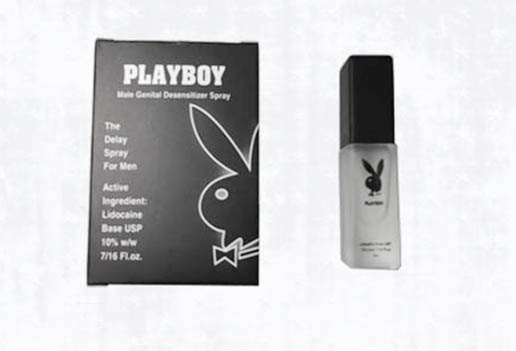 PLAYBOY
Male Genital Desensitizer Spray
The
Delay
Spray
For Men
Active
Ingredient:
Lidocaine
Base USP
10% w/w
7/16 Fl.oz.
PLAYBOY